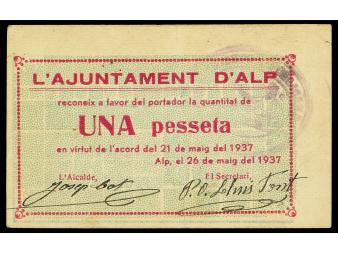 L'AJUNTAMENT D'ALP
reconeix a favor del portador la quantitat de
UNA pesseta
en virtut de l'acord del 21 de maig del 1937
Alp, el 26 de maig del 1937
L'Alcalde,
El Secretari,
P.O.